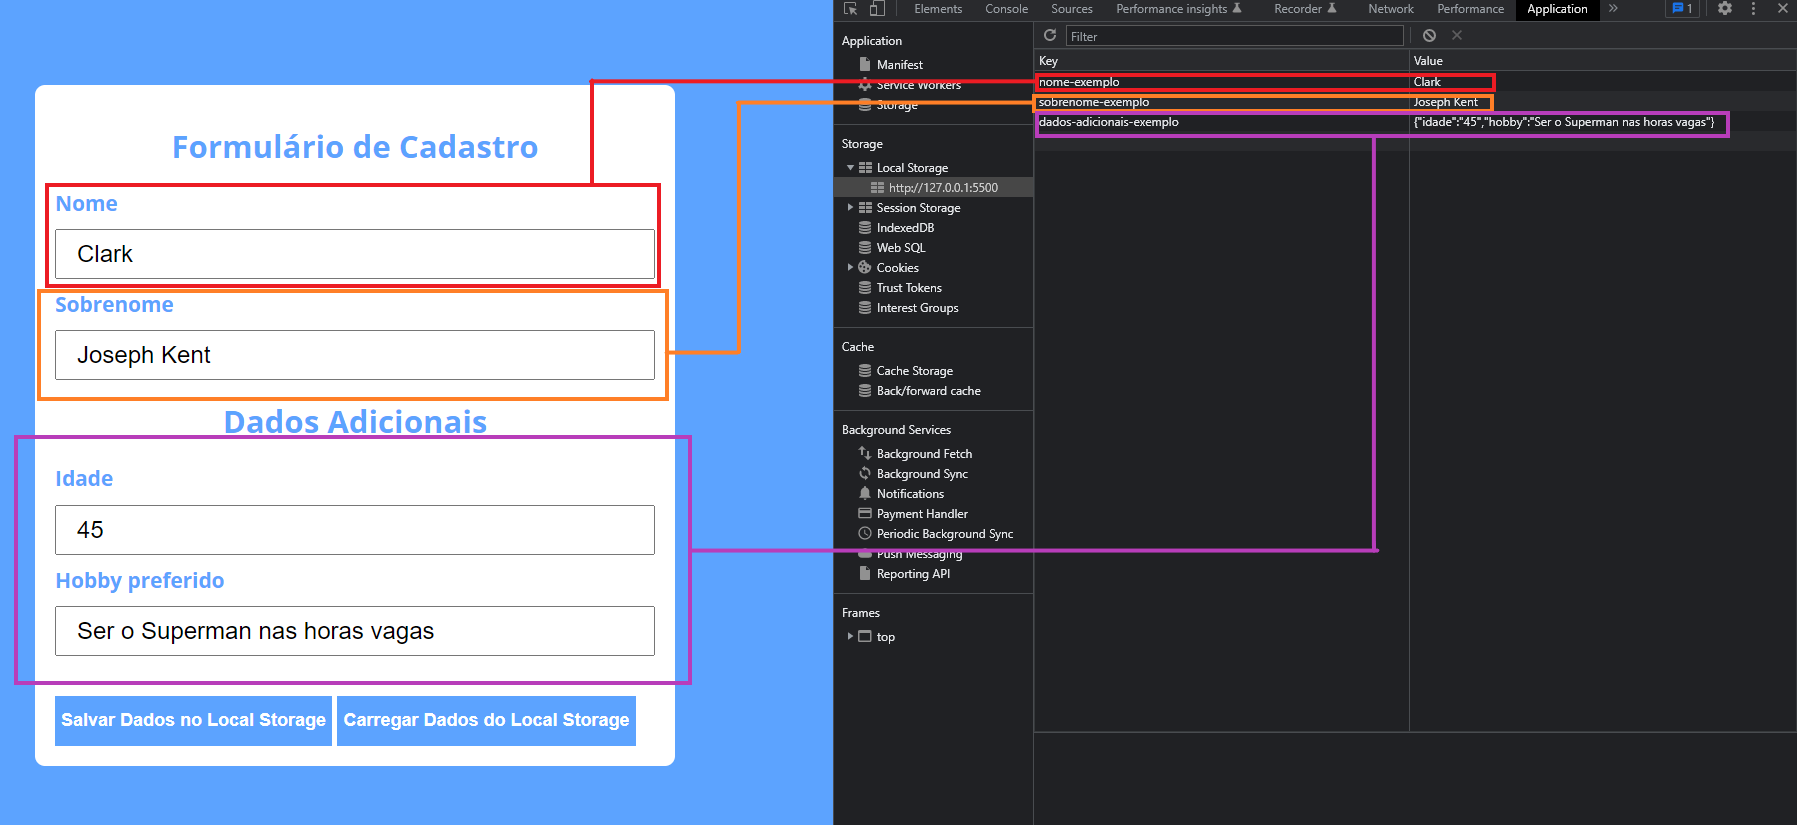 Formulário de Cadastro
Nome
Clark
Sobrenome
Joseph Kent
Dados Adicionais
Idade
45
Hobby preferido
Ser o Superman nas horas vagas
Salvar Dados no Local Storage
Carregar Dados do Local Storage
Elements Console Sources Performance insights Recorder Network Performance Application » 1
Application
Manifest
Service Workers
Storage
Storage
Local Storage
http://127.0.0.1:5500
Session Storage
IndexedDB
Web SQL
Cookies
Trust Tokens
Interest Groups
Cache
Cache Storage
Back/forward cache
Background Services
Background Fetch
Background Sync
Notifications
Payment Handler
Periodic Background Sync
Push Messaging
Reporting API
Frames
top
Filter
Key Value
nome-exemplo Clark
sobrenome-exemplo Joseph Kent
dados-adicionais-exemplo {"idade":"45","hobby":"Ser o Superman nas horas vagas"}